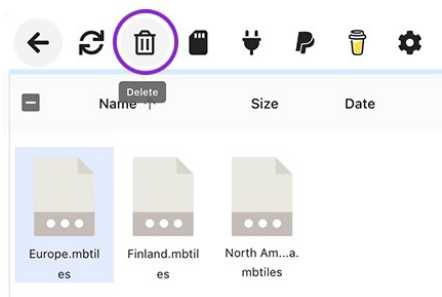 Delete
Name ↑
Size
Date
Europe.mbtil
es
Finland.mbtil
es
North Am...a.
mbtiles